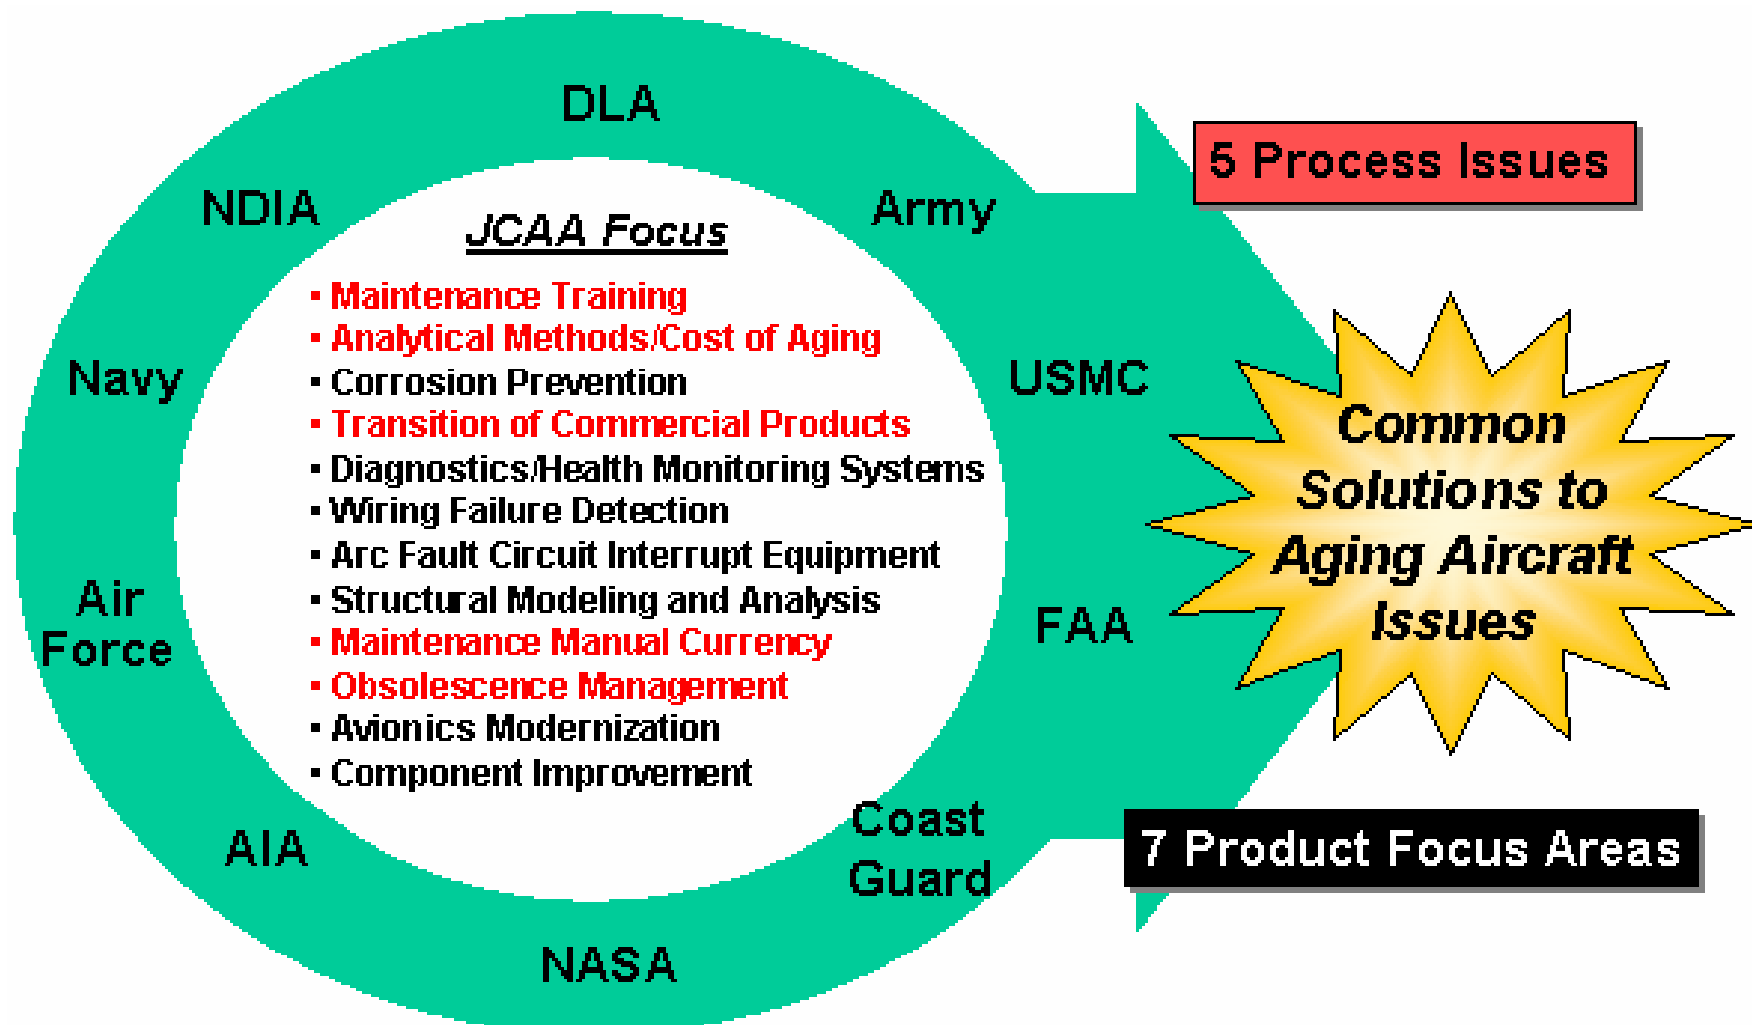 DLA
NDIA
Army
Navy
USMC
Air
Force
FAA
AIA
Coast
Guard
NASA
JCAA Focus
▪ Maintenance Training
▪ Analytical Methods/Cost of Aging
▪ Corrosion Prevention
▪ Transition of Commercial Products
▪ Diagnostics/Health Monitoring Systems
▪ Wiring Failure Detection
▪ Arc Fault Circuit Interrupt Equipment
▪ Structural Modeling and Analysis
▪ Maintenance Manual Currency
▪ Obsolescence Management
▪ Avionics Modernization
▪ Component Improvement
5 Process Issues
Common
Solutions to
Aging Aircraft
Issues
7 Product Focus Areas